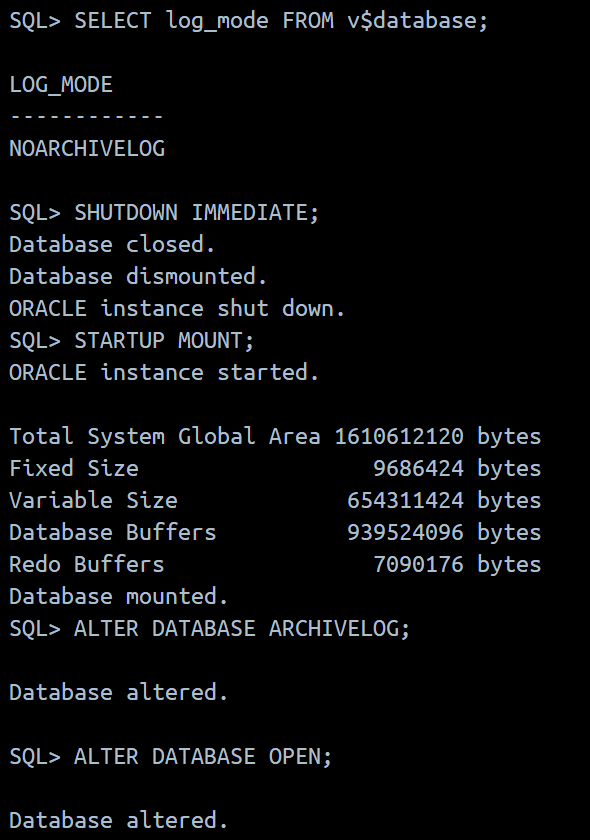 SQL> SELECT log_mode FROM v$database;
LOG_MODE
------------
NOARCHIVELOG
SQL> SHUTDOWN IMMEDIATE;
Database closed.
Database dismounted.
ORACLE instance shut down.
SQL> STARTUP MOUNT;
ORACLE instance started.
Total System Global Area 1610612120 bytes
Fixed Size                  9686424 bytes
Variable Size             654311424 bytes
Database Buffers          939524096 bytes
Redo Buffers                7090176 bytes
Database mounted.
SQL> ALTER DATABASE ARCHIVELOG;
Database altered.
SQL> ALTER DATABASE OPEN;
Database altered.